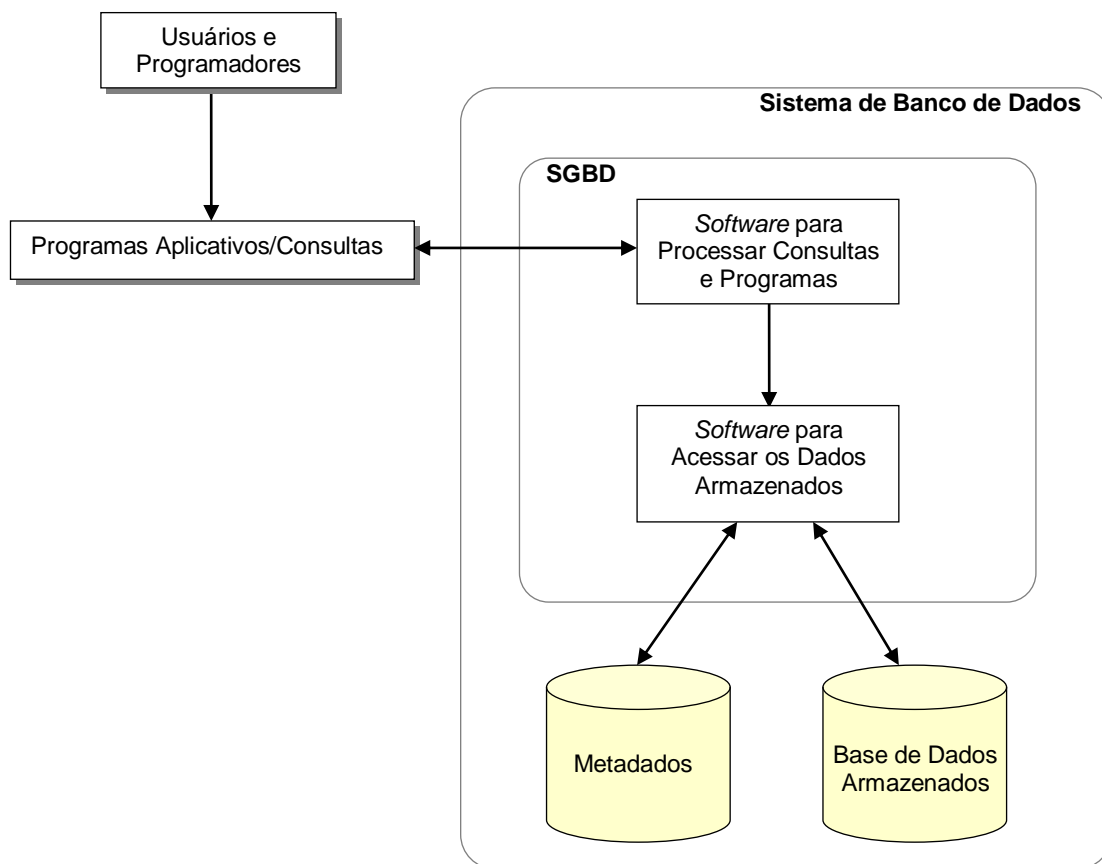 Usuários e
Programadores
Sistema de Banco de Dados
SGBD
Software para
Processar Consultas
e Programas
Programas Aplicativos/Consultas
Software para
Acessar os Dados
Armazenados
Metadados
Base de Dados
Armazenados